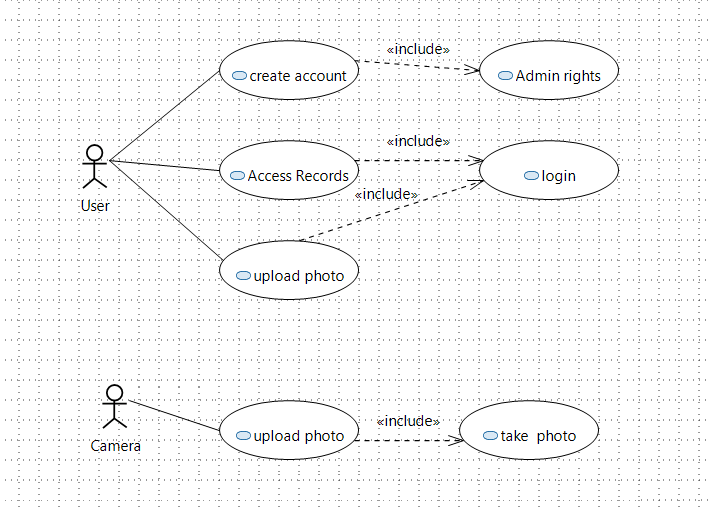 «include»
create account
Admin rights
«include»
Access Records
login
«include»
User
upload photo
«include»
upload photo
take photo
Camera